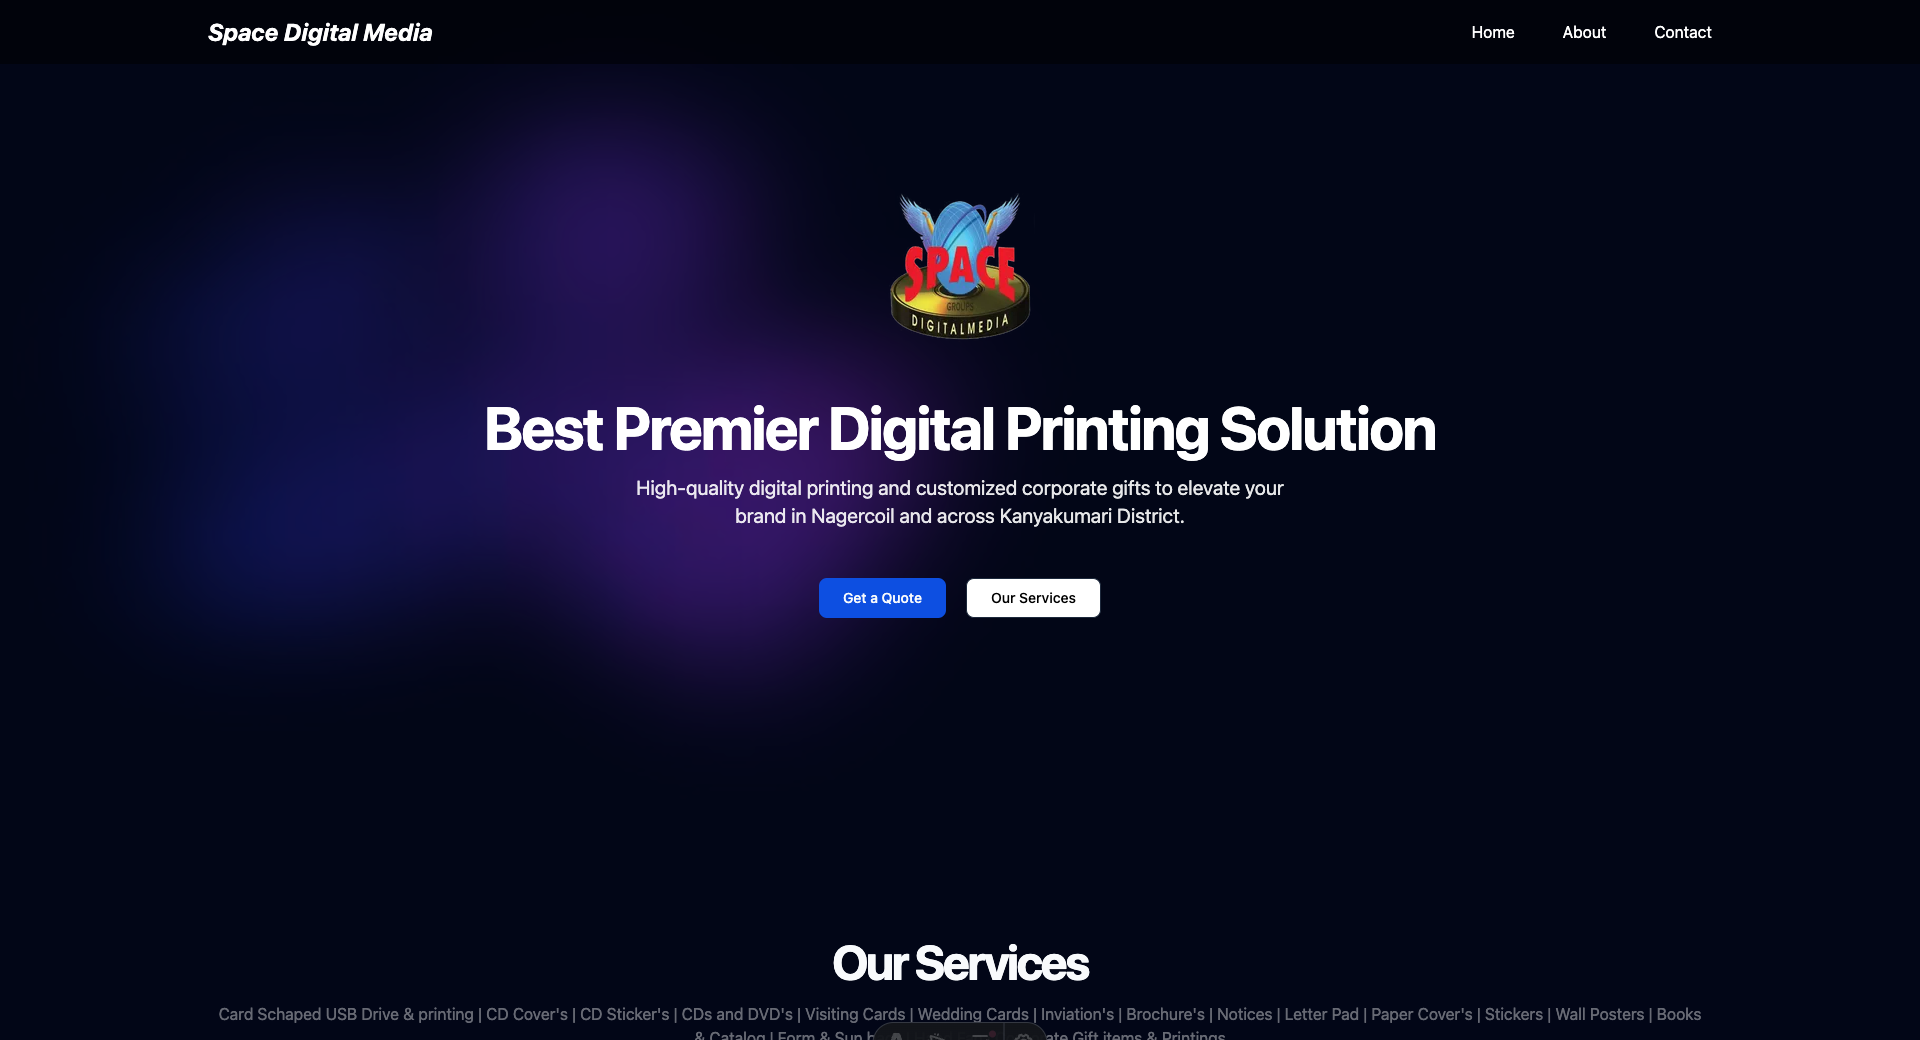 Space Digital Media
Home
About
Contact
SPACE
GROUPS
DIGITALMEDIA
Best Premier Digital Printing Solution
High-quality digital printing and customized corporate gifts to elevate your
brand in Nagercoil and across Kanyakumari District.
Get a Quote
Our Services
Our Services
Card Schaped USB Drive & printing | CD Cover's | CD Sticker's | CDs and DVD's | Visiting Cards | Wedding Cards | Inviation's | Brochure's | Notices | Letter Pad | Paper Cover's | Stickers | Wall Posters | Books
& Catalog | Form & Sun Gift items & Printings